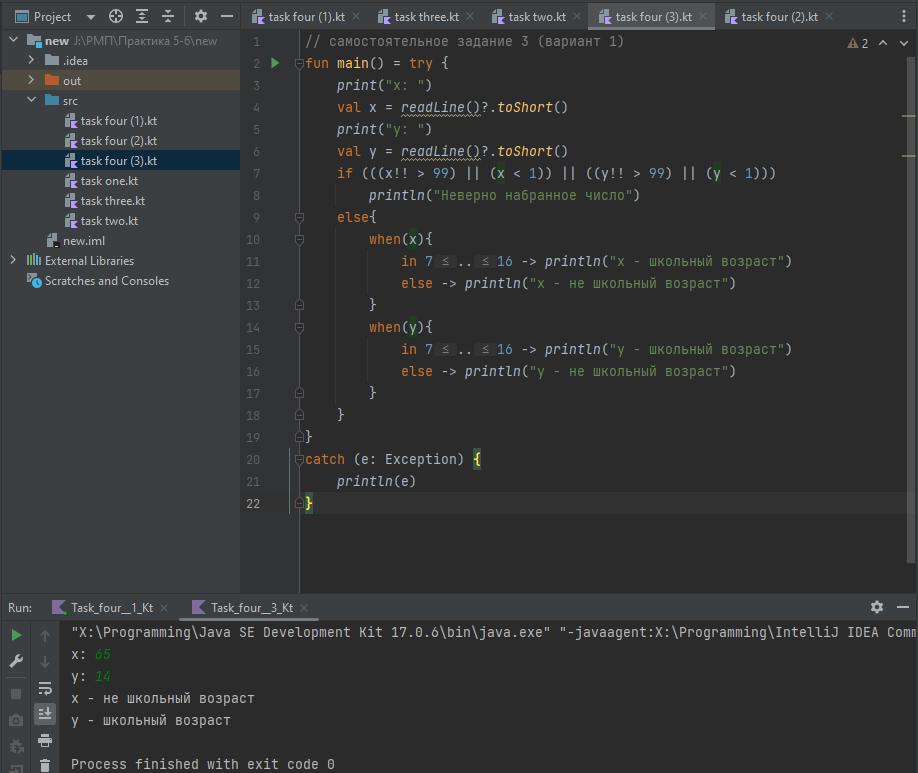 Project
task four (1).kt
task three.kt
task two.kt
task four (3).kt
task four (2).kt
new J:\РМП\Практика 5-6\new
.idea
out
src
task four (1).kt
task four (2).kt
task four (3).kt
task one.kt
task three.kt
task two.kt
new.iml
External Libraries
Scratches and Consoles
2
1 // самостоятельное задание 3 (вариант 1)
2 fun main() = try {
3 print("x: ")
4 val x = readLine()?.toShort()
5 print("y: ")
6 val y = readLine()?.toShort()
7 if (((x!! > 99) || (x < 1)) || ((y!! > 99) || (y < 1)))
8 println("Неверно набранное число")
9 else{
10 when(x){
11 in 7 ≤ .. ≤ 16 -> println("x - школьный возраст")
12 else -> println("x - не школьный возраст")
13 }
14 when(y){
15 in 7 ≤ .. ≤ 16 -> println("y - школьный возраст")
16 else -> println("y - не школьный возраст")
17 }
18 }
19 }
20 catch (e: Exception) {
21 println(e)
22 }
Run:
Task_four__1_Kt
Task_four__3_Kt
"X:\Programming\Java SE Development Kit 17.0.6\bin\java.exe" "-javaagent:X:\Programming\IntelliJ IDEA Com
x: 65
y: 14
x - не школьный возраст
y - школьный возраст
Process finished with exit code 0